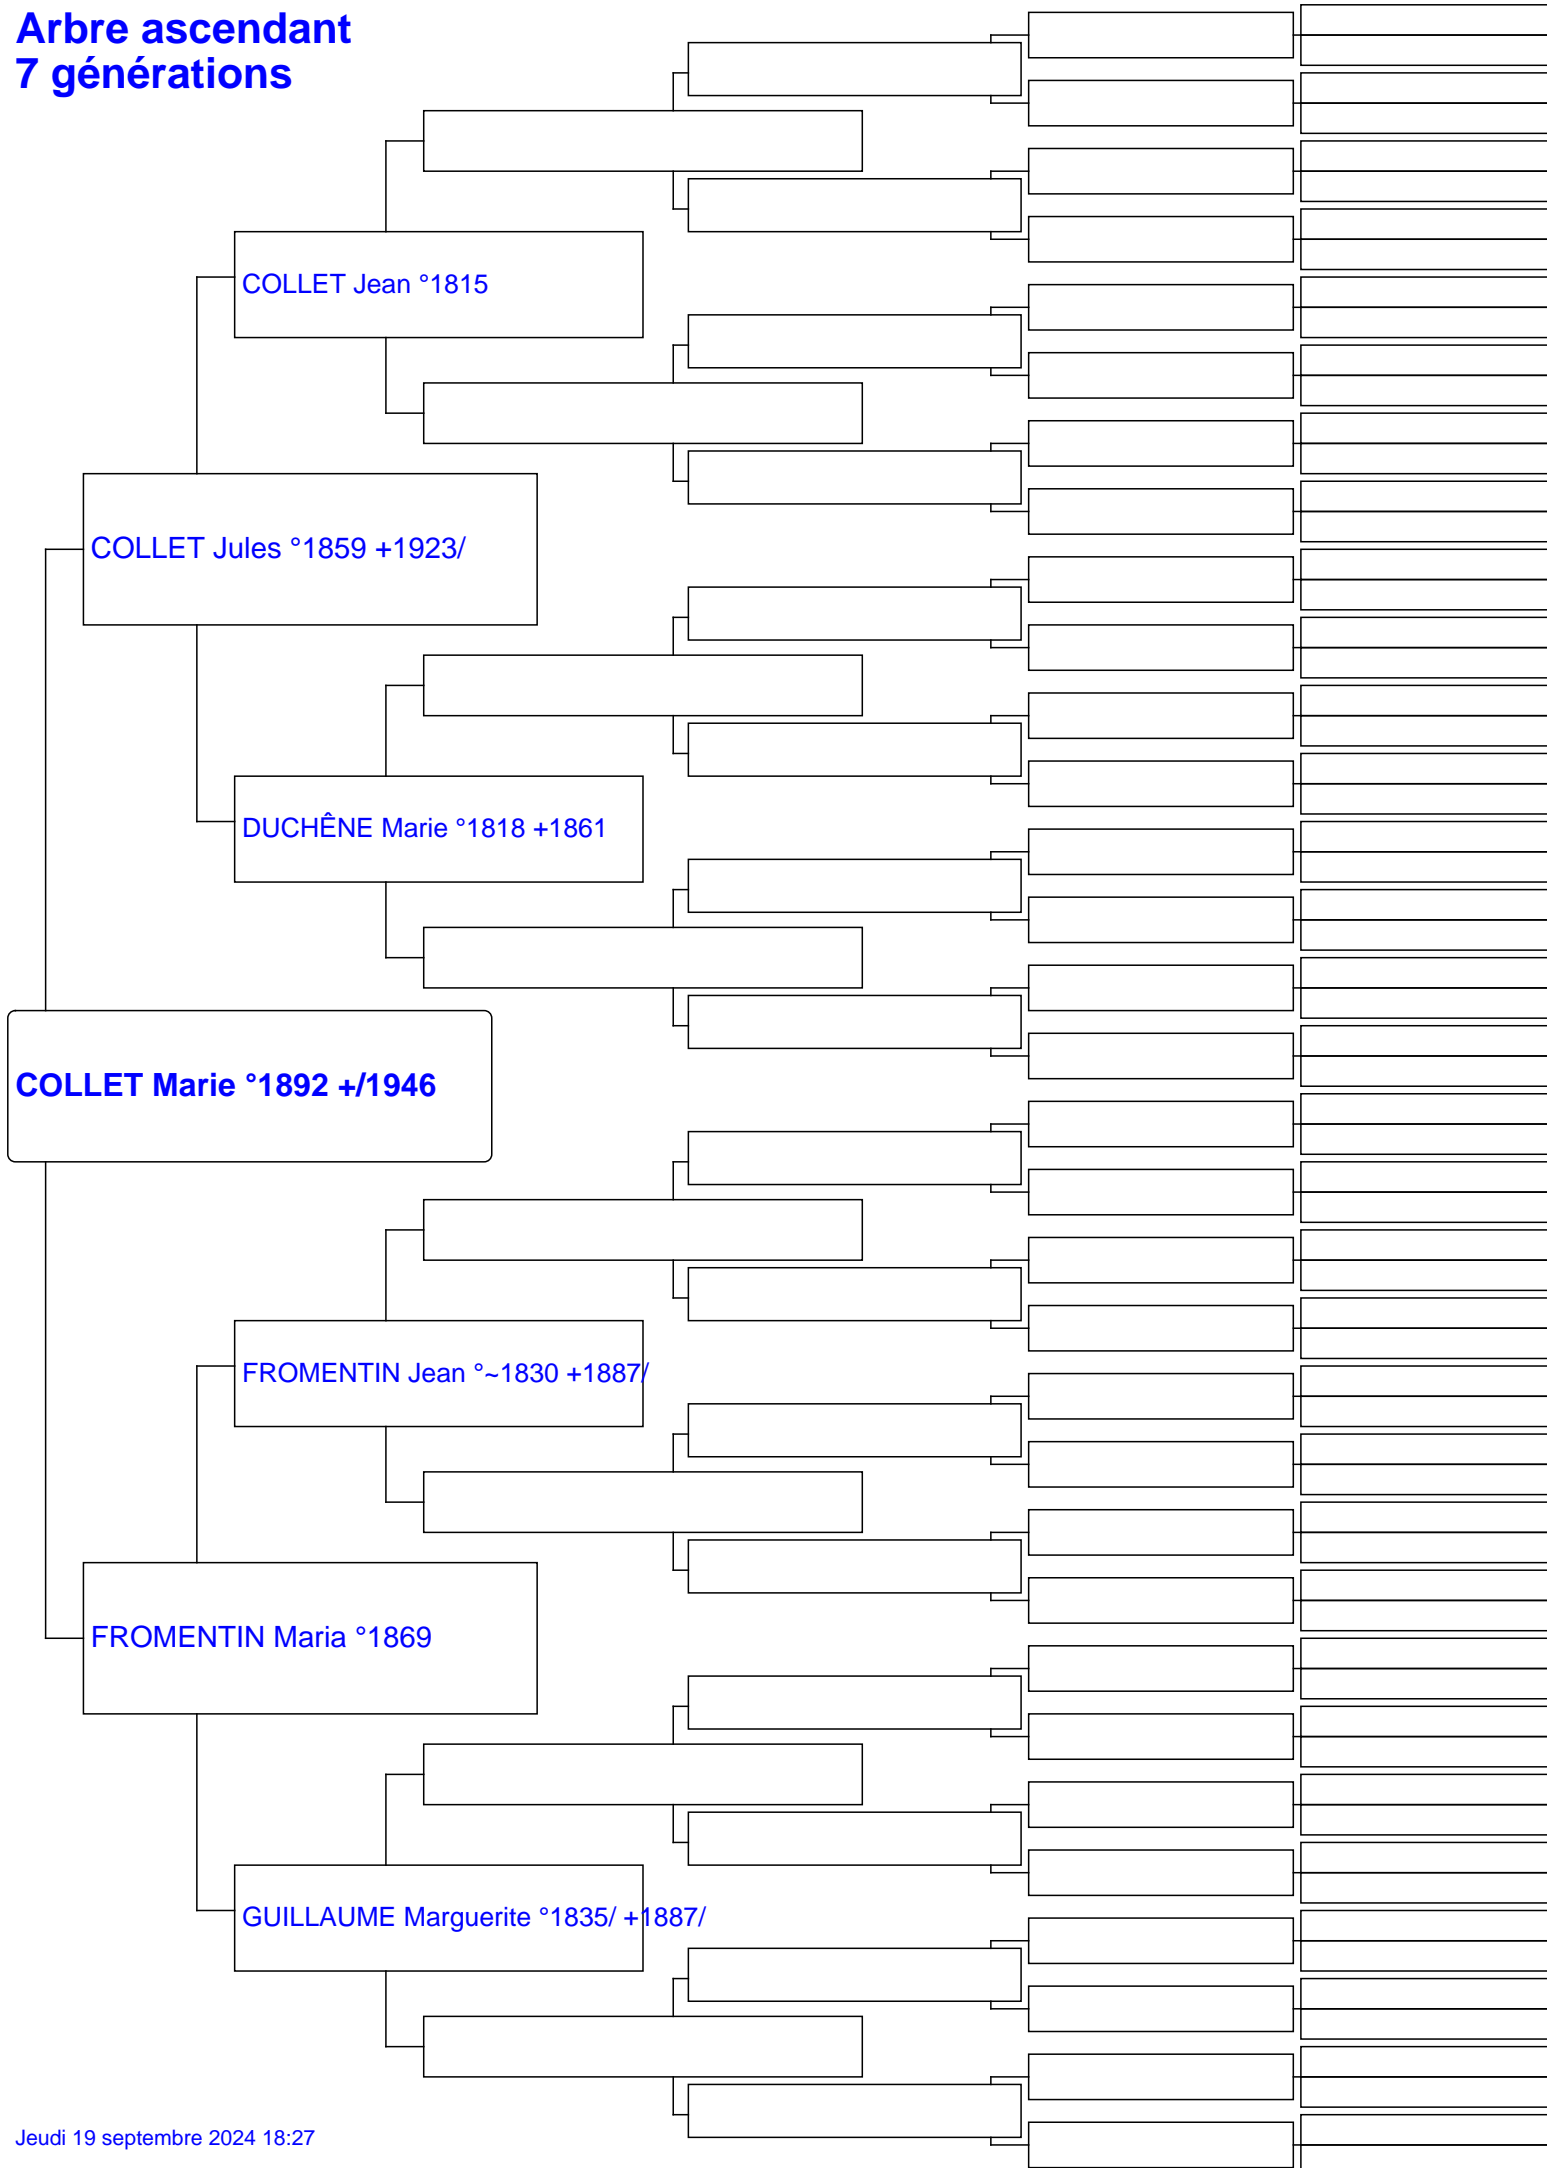 Arbre ascendant
7 générations
COLLET Jean °1815
COLLET Jules °1859 +1923/
DUCHÊNE Marie °1818 +1861
COLLET Marie °1892 +/1946
FROMENTIN Jean °~1830 +1887/
FROMENTIN Maria °1869
GUILLAUME Marguerite °1835/ +1887/
Jeudi 19 septembre 2024 18:27